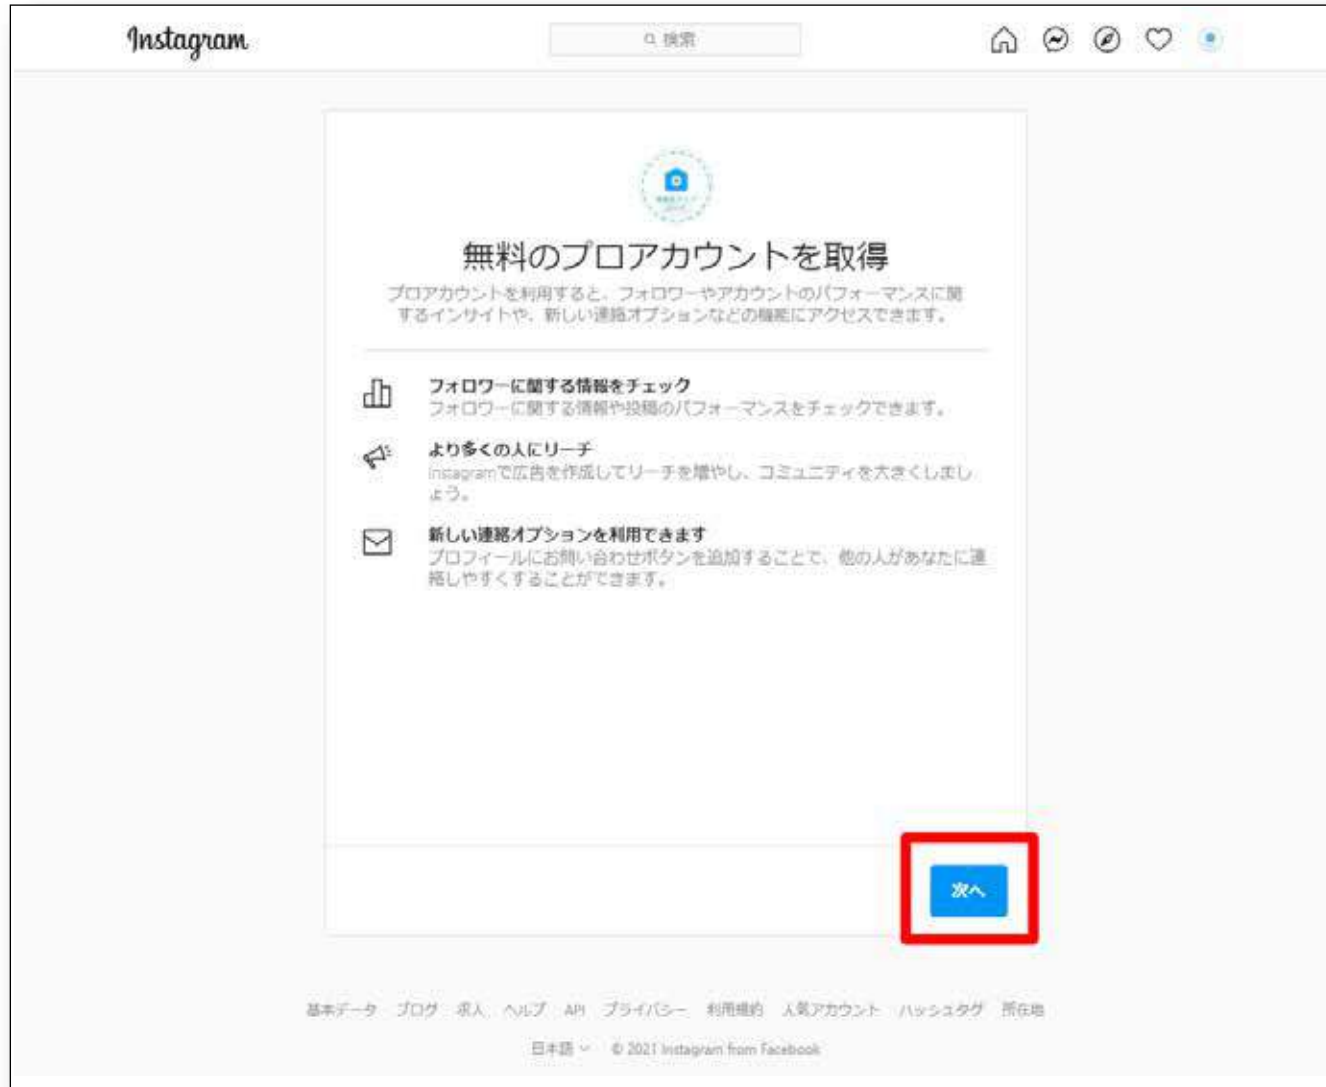 Instagram
検索
無料のプロアカウントを取得
プロアカウントを利用すると、フォロワーやアカウントのパフォーマンスに関
するインサイトや、新しい連絡オプションなどの機能にアクセスできます。
フォロワーに関する情報をチェック
フォロワーに関する情報や投稿のパフォーマンスをチェックできます。
より多くの人にリーチ
Instagramで広告を作成してリーチを増やし、コミュニティを大きくしまし
ょう。
新しい連絡オプションを利用できます
プロフィールにお問い合わせボタンを追加することで、他の人があなたに連
絡しやすくすることができます。
次へ
基本データ ブログ 求人 ヘルプ API プライバシー 利用規約 人気アカウント ハッシュタグ 所在地
日本語 © 2021 Instagram from Facebook